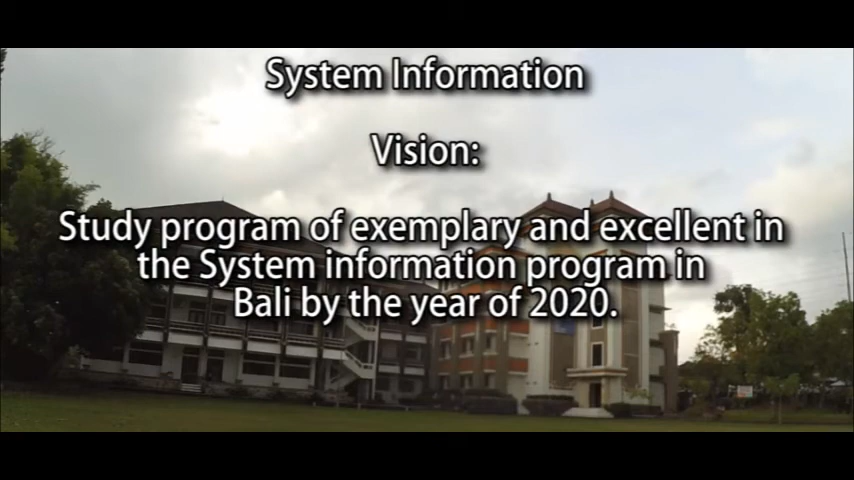 System Information
Vision:
Study program of exemplary and excellent in
the System information program in
Bali by the year of 2020.